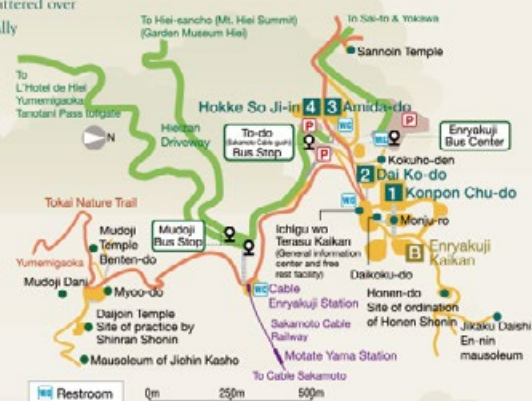 ttered over
ally
To Hiei-sancho (Mt. Hiei Summit)
(Garden Museum Hiei)
To Sai-to & Yokawa
Sannoin Temple
To
L'Hotel de Hiei
Yumemigaoka
Tanotani Pass tollgate
N
Hieizan
Driveway
Hokke So Ji-in 4
3 Amida-do
P
WC
P
To-do
(Sakamoto Cable gushi)
Bus Stop
P
WC
Enryakuji
Bus Center
Kokuho-den
2 Dai Ko-do
1 Konpon Chu-do
WC
Tokai Nature Trail
Mudoji
Temple
Benten-do
Mudoji
Bus Stop
Ichigu wo
Terasu Kaikan
(General information
center and free
rest facility)
Monju-ro
B Enryakuji
Kaikan
Daikoku-do
Yumemigaoka
Mudoji Dani
Myoo-do
WC
Cable
Enryakuji Station
Honen-do
Site of ordination
of Honen Shonin
Jikaku Daishi
En-nin
mausoleum
Daijoin Temple
Site of practice by
Shinran Shonin
Sakamoto Cable
Railway
Motate Yama Station
Mausoleum of Jichin Kasho
To Cable Sakamoto
WC Restroom
0m 250m 500m